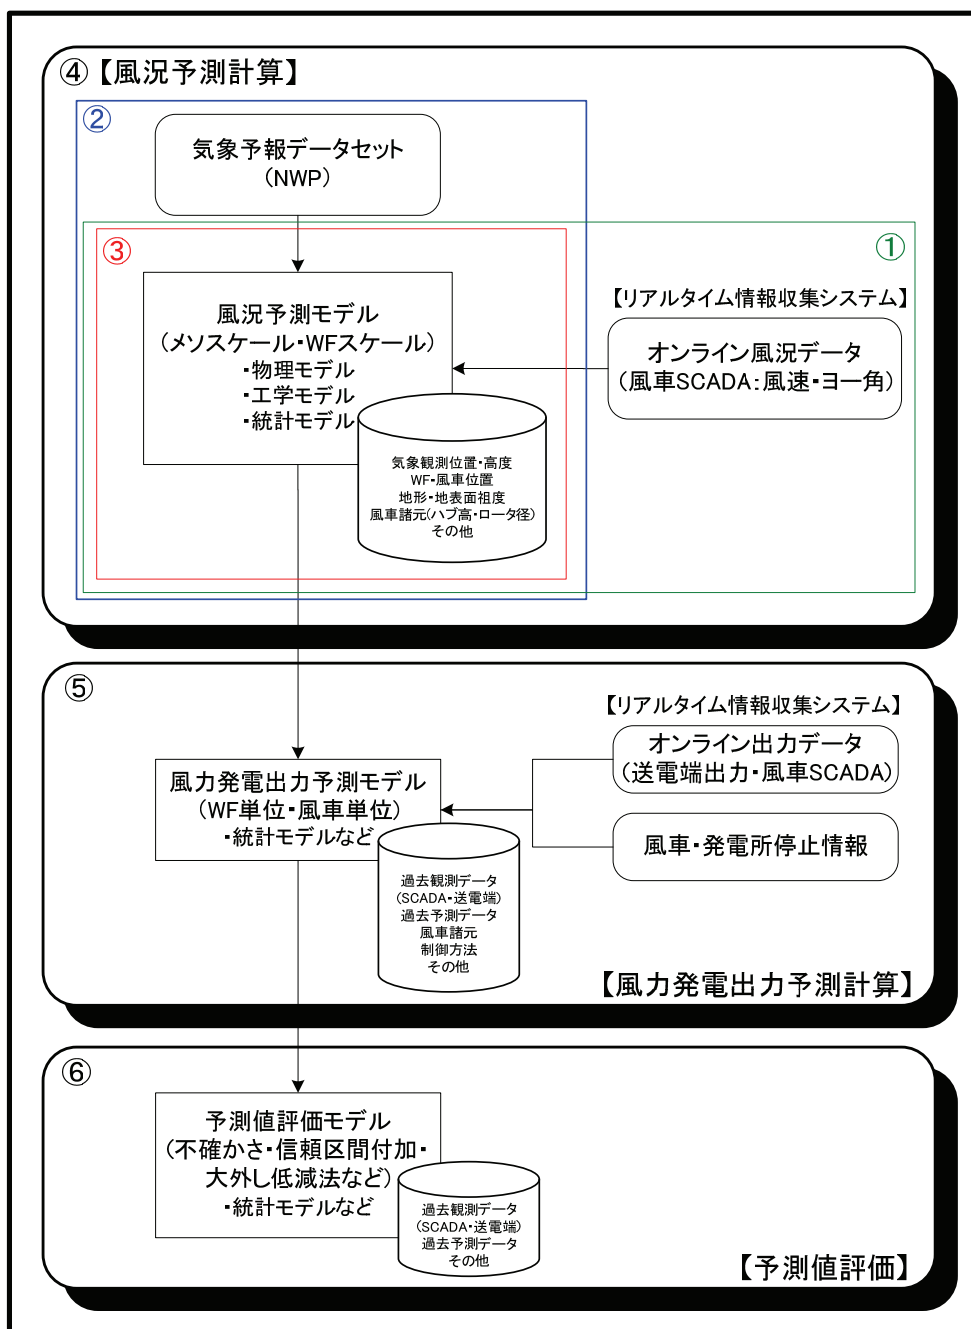 ④【風況予測計算】
②
気象予報データセット
(NWP)
①
③
風況予測モデル
(メソスケール・WFスケール)
・物理モデル
・工学モデル
・統計モデル
【リアルタイム情報収集システム】
オンライン風況データ
(風車SCADA:風速・ヨー角)
気象観測位置・高度
WF・風車位置
地形・地表面祖度
風車諸元(ハブ高・ロータ径)
その他
⑤
【リアルタイム情報収集システム】
オンライン出力データ
(送電端出力・風車SCADA)
風力発電出力予測モデル
(WF単位・風車単位)
・統計モデルなど
風車・発電所停止情報
過去観測データ
(SCADA・送電端)
過去予測データ
風車諸元
制御方法
その他
【風力発電出力予測計算】
⑥
予測値評価モデル
(不確かさ・信頼区間付加・
大外し低減法など)
・統計モデルなど
過去観測データ
(SCADA・送電端)
過去予測データ
その他
【予測値評価】